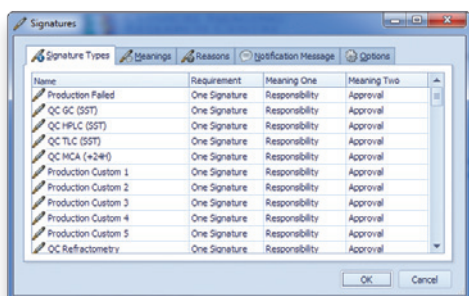 Signatures
Signature Types Meanings Reasons Notification Message Options
Name Requirement Meaning One Meaning Two
Production Failed One Signature Responsibility Approval
QC GC (SST) One Signature Responsibility Approval
QC HPLC (SST) One Signature Responsibility Approval
QC TLC (SST) One Signature Responsibility Approval
QC MCA (+24H) One Signature Responsibility Approval
Production Custom 1 One Signature Responsibility Approval
Production Custom 2 One Signature Responsibility Approval
Production Custom 3 One Signature Responsibility Approval
Production Custom 4 One Signature Responsibility Approval
Production Custom 5 One Signature Responsibility Approval
QC Refractometry One Signature Responsibility Approval
OK Cancel